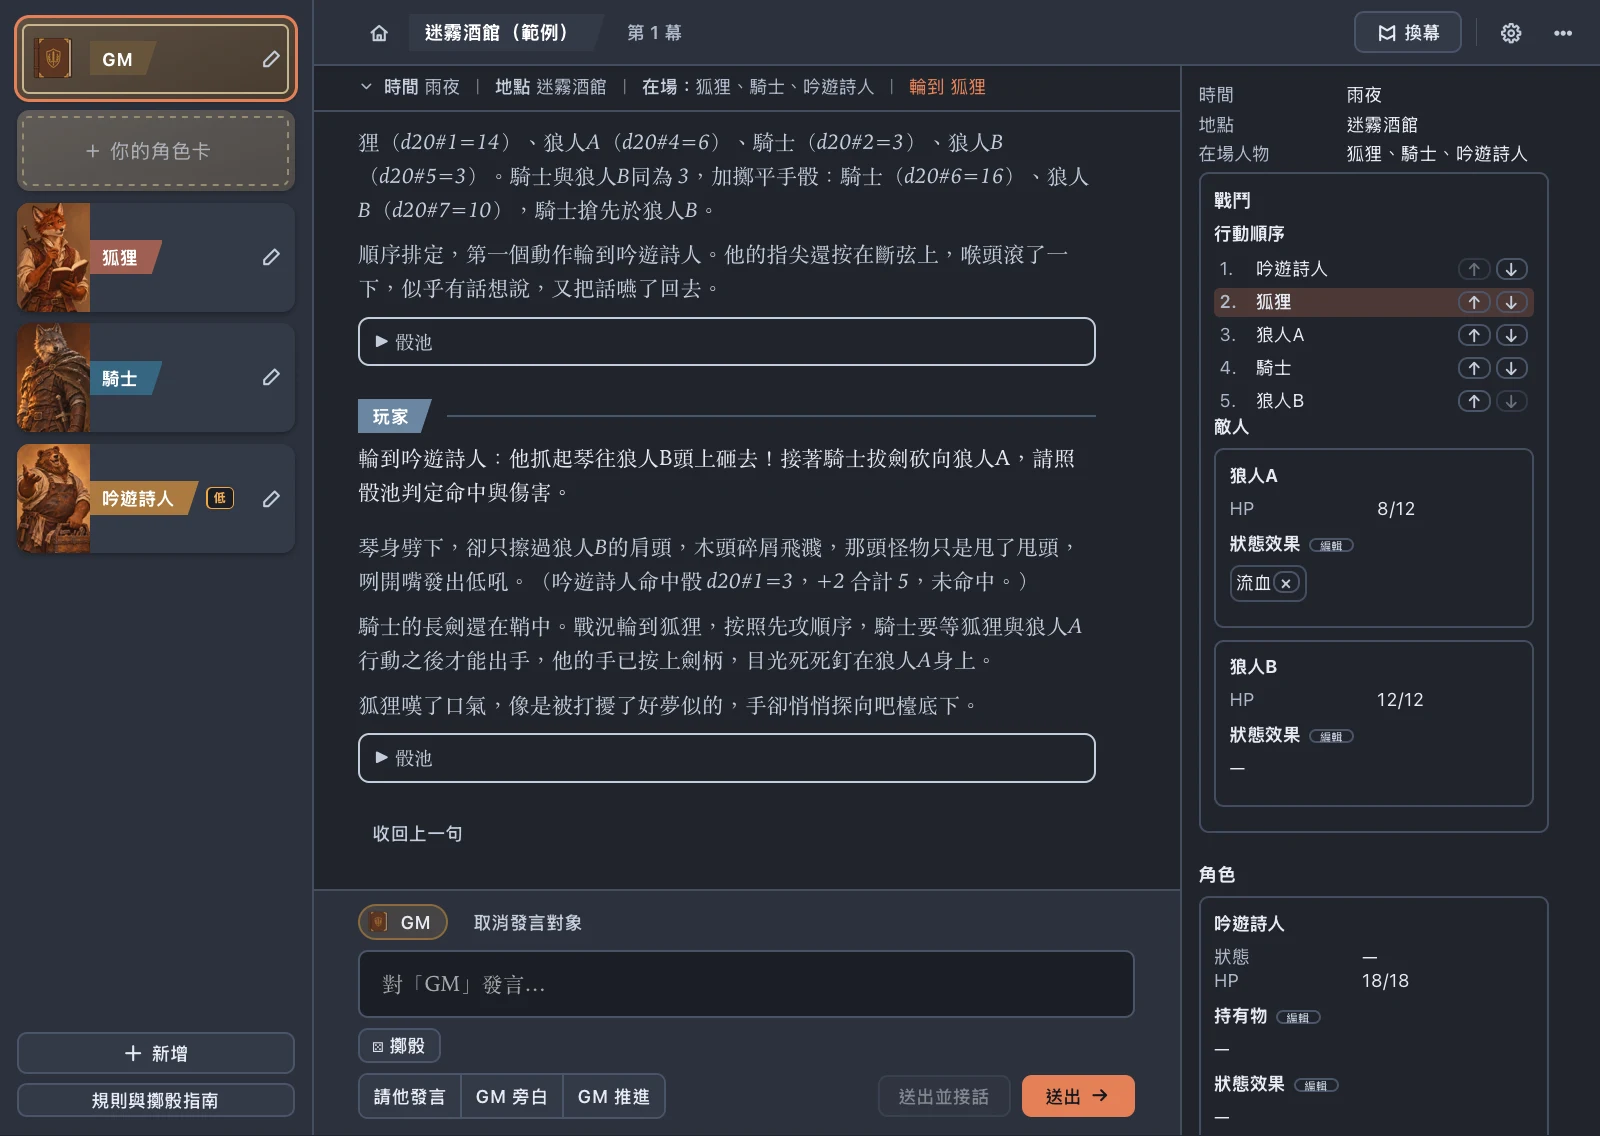 GM
+ 你的角色卡
狐狸
騎士
吟遊詩人 低
+ 新增
規則與擲骰指南
迷霧酒館（範例） 第 1 幕
換幕
時間 雨夜 | 地點 迷霧酒館 | 在場：狐狸、騎士、吟遊詩人 | 輪到 狐狸
狸（d20#1=14）、狼人A（d20#4=6）、騎士（d20#2=3）、狼人B
（d20#5=3）。騎士與狼人B同為 3，加擲平手骰：騎士（d20#6=16）、狼人
B（d20#7=10），騎士搶先於狼人B。
順序排定，第一個動作輪到吟遊詩人。他的指尖還按在斷弦上，喉頭滾了一
下，似乎有話想說，又把話嚥了回去。
▶ 骰池
玩家
輪到吟遊詩人：他抓起琴往狼人B頭上砸去！接著騎士拔劍砍向狼人A，請照
骰池判定命中與傷害。
琴身劈下，卻只擦過狼人B的肩頭，木頭碎屑飛濺，那頭怪物只是甩了甩頭，
咧開嘴發出低吼。（吟遊詩人命中骰 d20#1=3，+2 合計 5，未命中。）
騎士的長劍還在鞘中。戰況輪到狐狸，按照先攻順序，騎士要等狐狸與狼人A
行動之後才能出手，他的手已按上劍柄，目光死死釘在狼人A身上。
狐狸嘆了口氣，像是被打擾了好夢似的，手卻悄悄探向吧檯底下。
▶ 骰池
收回上一句
GM 取消發言對象
對「GM」發言…
擲骰
請他發言 GM 旁白 GM 推進
送出並接話 送出 →
時間 雨夜
地點 迷霧酒館
在場人物 狐狸、騎士、吟遊詩人
戰鬥
行動順序
1. 吟遊詩人 ↑ ↓
2. 狐狸 ↑ ↓
3. 狼人A ↑ ↓
4. 騎士 ↑ ↓
5. 狼人B ↑ ↓
敵人
狼人A
HP 8/12
狀態效果 編輯
流血 ×
狼人B
HP 12/12
狀態效果 編輯
—
角色
吟遊詩人
狀態 —
HP 18/18
持有物 編輯
—
狀態效果 編輯
—